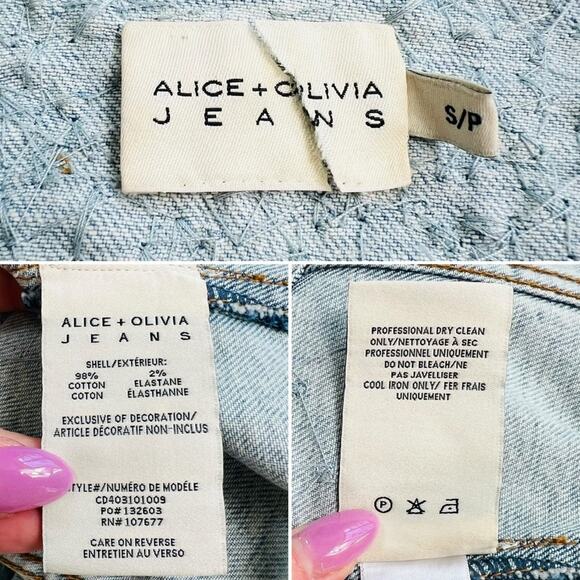 ALICE + OLIVIA
JEANS
S/P
ALICE + OLIVIA
JEANS
SHELL/EXTÉRIEUR:
98% 2%
COTTON ELASTANE
COTON ÉLASTHANNE
EXCLUSIVE OF DECORATION/
ARTICLE DÉCORATIF NON-INCLUS
STYLE#/NUMÉRO DE MODÉLE
CD403101009
PO# 132603
RN# 107677
CARE ON REVERSE
ENTRETIEN AU VERSO
PROFESSIONAL DRY CLEAN
ONLY/NETTOYAGE À SEC
PROFESSIONNEL UNIQUEMENT
DO NOT BLEACH/NE
PAS JAVELLISER
COOL IRON ONLY/ FER FRAIS
UNIQUEMENT
P